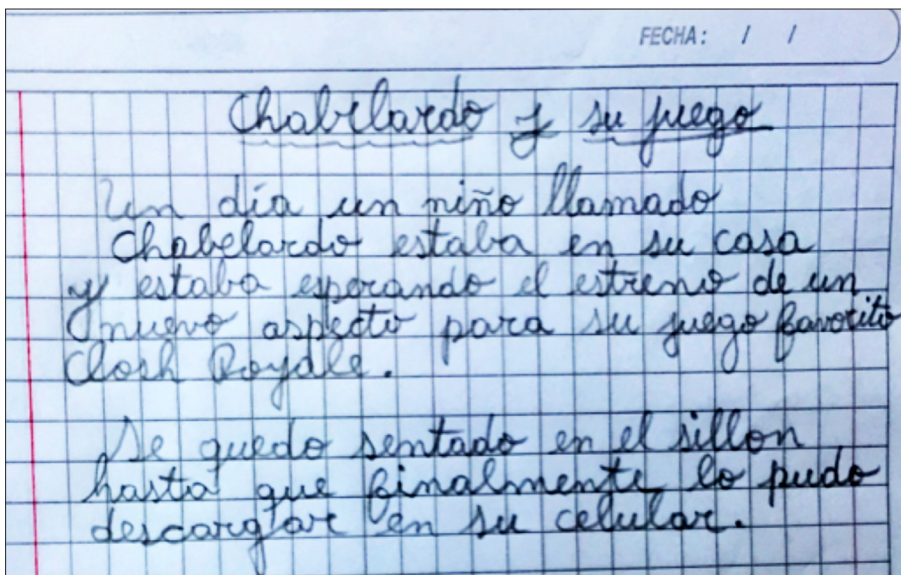 FECHA: / /
Chabelardo y su juego
Un día un niño llamado
Chabelardo estaba en su casa
y estaba esperando el estreno de un
nuevo aspecto para su juego favorito
Clash Royale.
Se quedo sentado en el sillon
hasta que finalmente lo pudo
descargar en su celular.